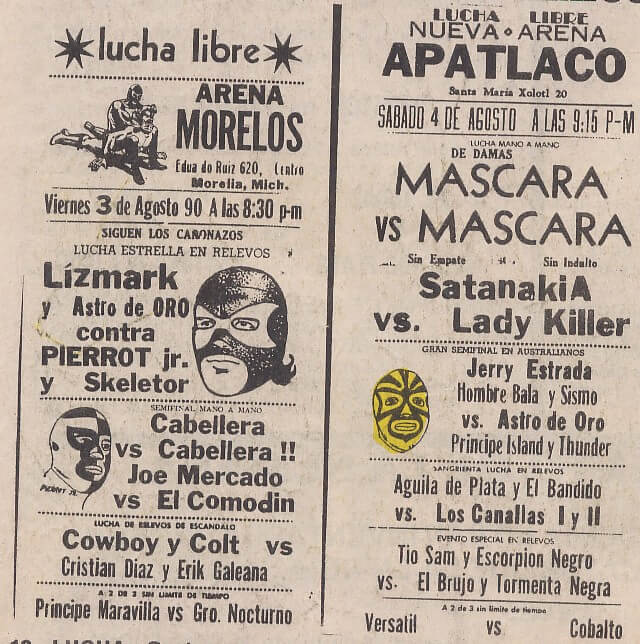 lucha libre
ARENA
MORELOS
Edua do Ruiz 620, Centro
Morelia, Mich.
Viernes 3 de Agosto 90 A las 8:30 p-m
SIGUEN LOS CAÑONAZOS
LUCHA ESTRELLA EN RELEVOS
Lízmark
y Astro de ORO
contra
PIERROT jr.
y Skeletor
SEMIFINAL MANO A MANO
Cabellera
vs Cabellera !!
Joe Mercado
vs El Comodin
PIERROT JR.
LUCHA DE RELEVOS DE ESCANDALO
Cowboy y Colt vs
Cristian Diaz y Erik Galeana
A 2 DE 3 SIN LIMITE DE TIEMPO
Principe Maravilla vs Gro. Nocturno
LUCHA LIBRE
NUEVA ARENA
APATLACO
Santa María Xolotl 20
SABADO 4 DE AGOSTO A LAS 9:15 P-M
LUCHA MANO A MANO
DE DAMAS
MASCARA
vs MASCARA
Sin Empate Sin Indulto
SatanakiA
vs. Lady Killer
GRAN SEMIFINAL EN AUSTRALIANOS
Jerry Estrada
Hombre Bala y Sismo
vs. Astro de Oro
Principe Island y Thunder
SANGRIENTA LUCHA EN RELEVOS
Aguila de Plata y El Bandido
vs. Los Canallas I y II
EVENTO ESPECIAL EN RELEVOS
Tio Sam y Escorpion Negro
vs. El Brujo y Tormenta Negra
A 2 de 3 sin limite de tiempo
Versatil vs Cobalto